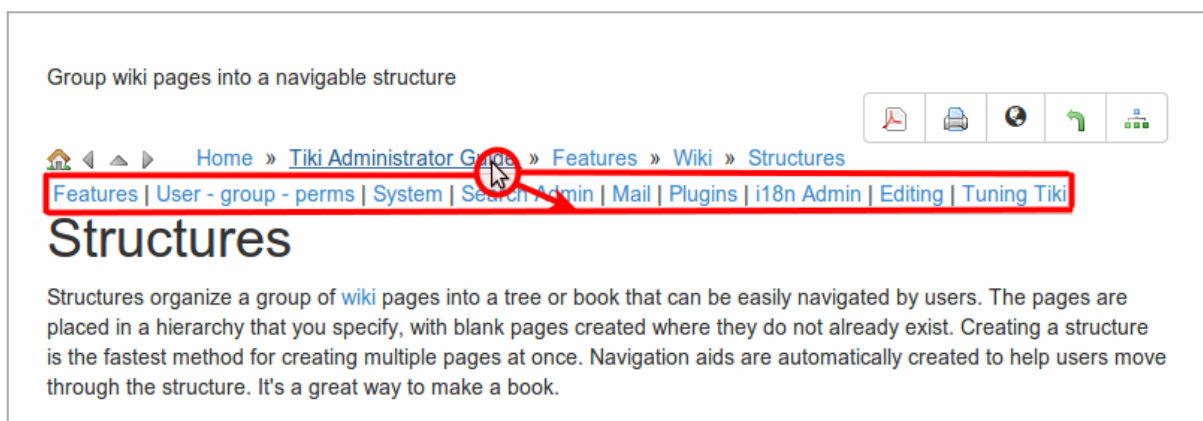 Group wiki pages into a navigable structure
Home » Tiki Administrator Guide » Features » Wiki » Structures
Features | User - group - perms | System | Search Admin | Mail | Plugins | i18n Admin | Editing | Tuning Tiki
Structures
Structures organize a group of wiki pages into a tree or book that can be easily navigated by users. The pages are
placed in a hierarchy that you specify, with blank pages created where they do not already exist. Creating a structure
is the fastest method for creating multiple pages at once. Navigation aids are automatically created to help users move
through the structure. It's a great way to make a book.